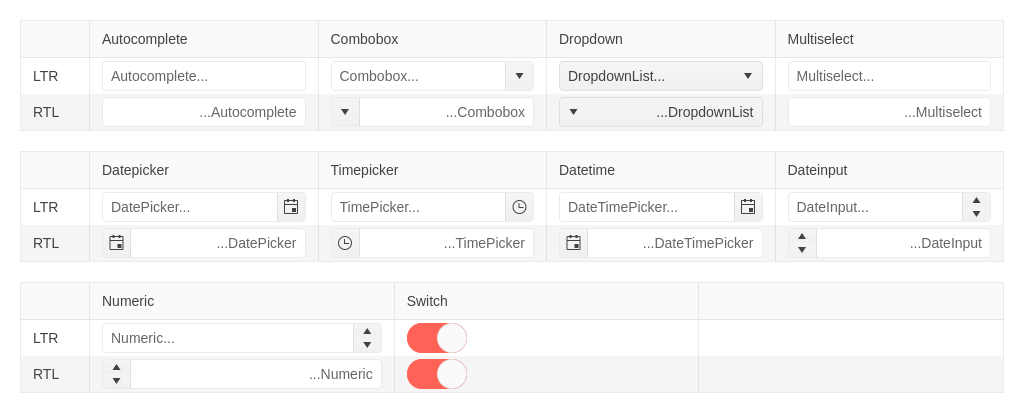 Autocomplete Combobox Dropdown Multiselect
LTR Autocomplete... Combobox... DropdownList... Multiselect...
RTL ...Autocomplete ...Combobox ...DropdownList ...Multiselect
Datepicker Timepicker Datetime Dateinput
LTR DatePicker... TimePicker... DateTimePicker... DateInput...
RTL ...DatePicker ...TimePicker ...DateTimePicker ...DateInput
Numeric Switch
LTR Numeric...
RTL ...Numeric